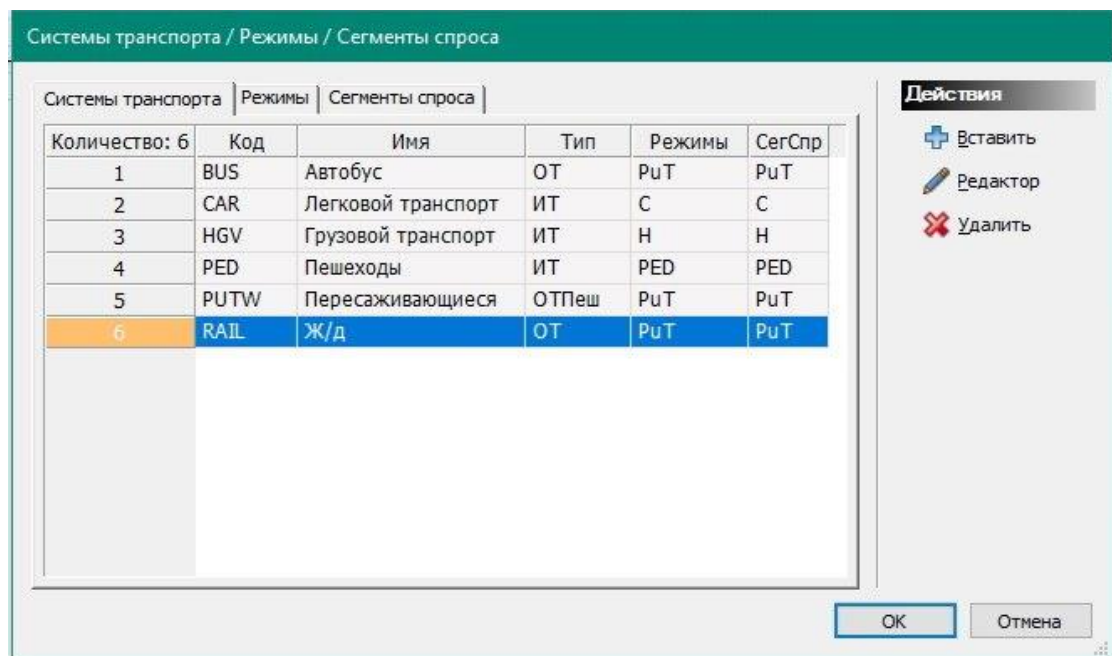 Системы транспорта / Режимы / Сегменты спроса
Системы транспорта Режимы Сегменты спроса
Количество: 6 Код Имя Тип Режимы СегСпр
1 BUS Автобус ОТ PuT PuT
2 CAR Легковой транспорт ИТ C C
3 HGV Грузовой транспорт ИТ H H
4 PED Пешеходы ИТ PED PED
5 PUTW Пересаживающиеся ОТПеш PuT PuT
6 RAIL Ж/д ОТ PuT PuT
Действия
Вставить
Редактор
Удалить
OK Отмена